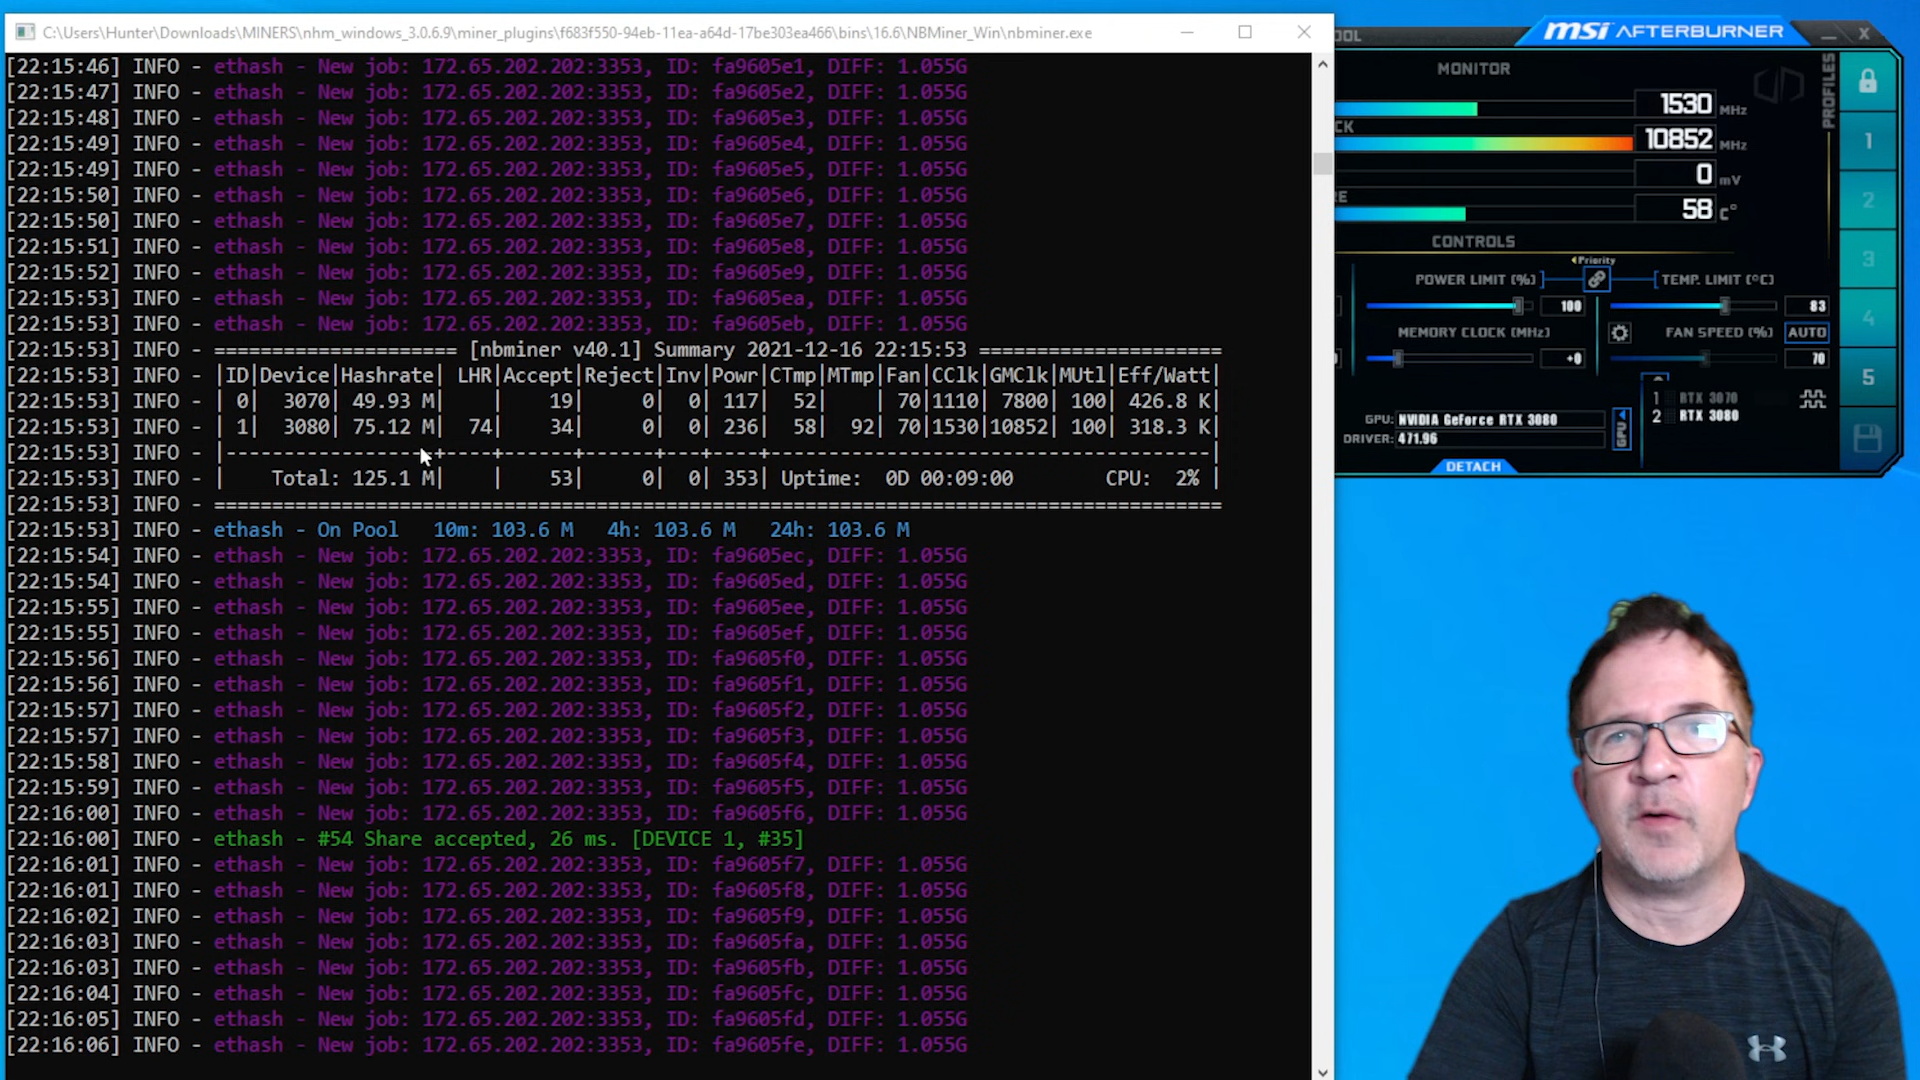 C:\Users\Hunter\Downloads\MINERS\nhm_windows_3.0.6.9\miner_plugins\f683f550-94eb-11ea-a64d-17be303ea466\bins\16.6\NBMiner_Win\nbminer.exe
[22:15:46] INFO - ethash - New job: 172.65.202.202:3353, ID: fa9605e1, DIFF: 1.055G
[22:15:47] INFO - ethash - New job: 172.65.202.202:3353, ID: fa9605e2, DIFF: 1.055G
[22:15:48] INFO - ethash - New job: 172.65.202.202:3353, ID: fa9605e3, DIFF: 1.055G
[22:15:49] INFO - ethash - New job: 172.65.202.202:3353, ID: fa9605e4, DIFF: 1.055G
[22:15:49] INFO - ethash - New job: 172.65.202.202:3353, ID: fa9605e5, DIFF: 1.055G
[22:15:50] INFO - ethash - New job: 172.65.202.202:3353, ID: fa9605e6, DIFF: 1.055G
[22:15:50] INFO - ethash - New job: 172.65.202.202:3353, ID: fa9605e7, DIFF: 1.055G
[22:15:51] INFO - ethash - New job: 172.65.202.202:3353, ID: fa9605e8, DIFF: 1.055G
[22:15:52] INFO - ethash - New job: 172.65.202.202:3353, ID: fa9605e9, DIFF: 1.055G
[22:15:53] INFO - ethash - New job: 172.65.202.202:3353, ID: fa9605ea, DIFF: 1.055G
[22:15:53] INFO - ethash - New job: 172.65.202.202:3353, ID: fa9605eb, DIFF: 1.055G
[22:15:53] INFO - ===================== [nbminer v40.1] Summary 2021-12-16 22:15:53 =====================
[22:15:53] INFO - |ID|Device|Hashrate| LHR|Accept|Reject|Inv|Powr|CTmp|MTmp|Fan|CClk|GMClk|MUtl|Eff/Watt|
[22:15:53] INFO - | 0| 3070| 49.93 M| | 19| 0| 0| 117| 52| | 70|1110| 7800| 100| 426.8 K|
[22:15:53] INFO - | 1| 3080| 75.12 M| 74| 34| 0| 0| 236| 58| 92| 70|1530|10852| 100| 318.3 K|
[22:15:53] INFO - |------------------+----+------+------+---+----+---------------------------------------|
[22:15:53] INFO - | Total: 125.1 M| | 53| 0| 0| 353| Uptime: 0D 00:09:00 CPU: 2% |
[22:15:53] INFO - =======================================================================================
[22:15:53] INFO - ethash - On Pool 10m: 103.6 M 4h: 103.6 M 24h: 103.6 M
[22:15:54] INFO - ethash - New job: 172.65.202.202:3353, ID: fa9605ec, DIFF: 1.055G
[22:15:54] INFO - ethash - New job: 172.65.202.202:3353, ID: fa9605ed, DIFF: 1.055G
[22:15:55] INFO - ethash - New job: 172.65.202.202:3353, ID: fa9605ee, DIFF: 1.055G
[22:15:55] INFO - ethash - New job: 172.65.202.202:3353, ID: fa9605ef, DIFF: 1.055G
[22:15:56] INFO - ethash - New job: 172.65.202.202:3353, ID: fa9605f0, DIFF: 1.055G
[22:15:56] INFO - ethash - New job: 172.65.202.202:3353, ID: fa9605f1, DIFF: 1.055G
[22:15:57] INFO - ethash - New job: 172.65.202.202:3353, ID: fa9605f2, DIFF: 1.055G
[22:15:57] INFO - ethash - New job: 172.65.202.202:3353, ID: fa9605f3, DIFF: 1.055G
[22:15:58] INFO - ethash - New job: 172.65.202.202:3353, ID: fa9605f4, DIFF: 1.055G
[22:15:59] INFO - ethash - New job: 172.65.202.202:3353, ID: fa9605f5, DIFF: 1.055G
[22:16:00] INFO - ethash - New job: 172.65.202.202:3353, ID: fa9605f6, DIFF: 1.055G
[22:16:00] INFO - ethash - #54 Share accepted, 26 ms. [DEVICE 1, #35]
[22:16:01] INFO - ethash - New job: 172.65.202.202:3353, ID: fa9605f7, DIFF: 1.055G
[22:16:01] INFO - ethash - New job: 172.65.202.202:3353, ID: fa9605f8, DIFF: 1.055G
[22:16:02] INFO - ethash - New job: 172.65.202.202:3353, ID: fa9605f9, DIFF: 1.055G
[22:16:03] INFO - ethash - New job: 172.65.202.202:3353, ID: fa9605fa, DIFF: 1.055G
[22:16:03] INFO - ethash - New job: 172.65.202.202:3353, ID: fa9605fb, DIFF: 1.055G
[22:16:04] INFO - ethash - New job: 172.65.202.202:3353, ID: fa9605fc, DIFF: 1.055G
[22:16:05] INFO - ethash - New job: 172.65.202.202:3353, ID: fa9605fd, DIFF: 1.055G
[22:16:06] INFO - ethash - New job: 172.65.202.202:3353, ID: fa9605fe, DIFF: 1.055G
OL
msi AFTERBURNER
MONITOR
PROFILES
1530 MHz
CK 10852 MHz
0 mV
RE 58 C°
CONTROLS
Priority
POWER LIMIT (%) TEMP. LIMIT (°C)
100 83
MEMORY CLOCK (MHz) FAN SPEED (%) AUTO
+0 70
GPU: NVIDIA GeForce RTX 3080
DRIVER: 471.96
GPU
1 RTX 3070
2 RTX 3080
DETACH
1
2
3
4
5